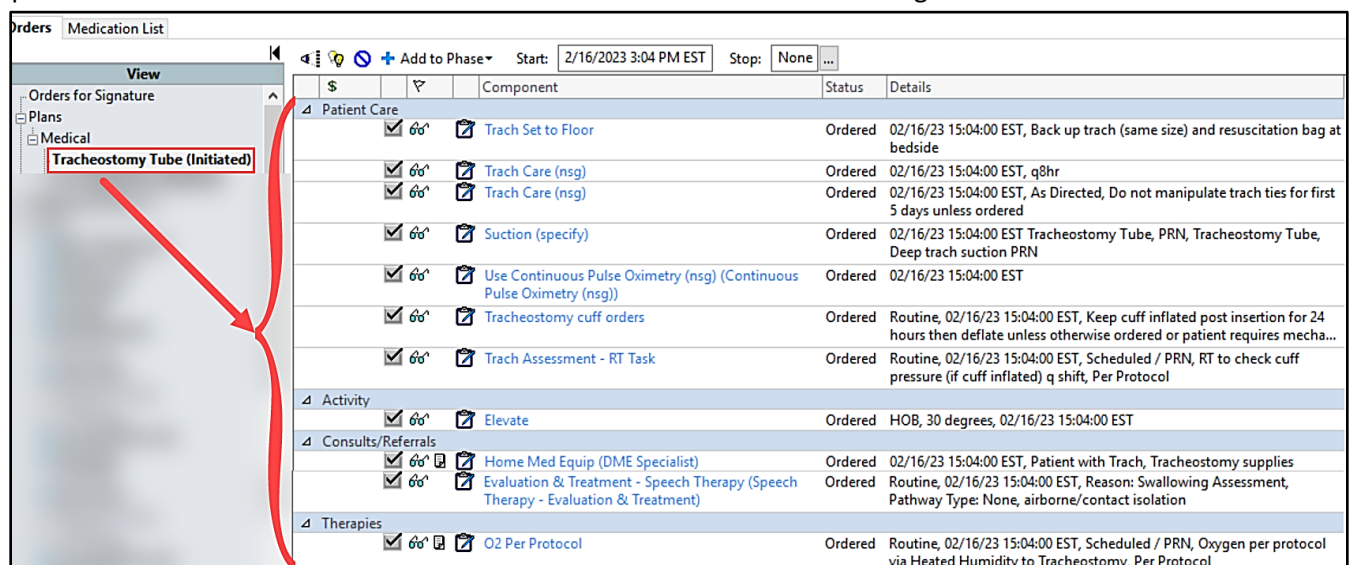 Orders Medication List
View
Orders for Signature
Plans
Medical
Tracheostomy Tube (Initiated)
Add to Phase Start: 2/16/2023 3:04 PM EST Stop: None ...
$ Component Status Details
Patient Care
Trach Set to Floor Ordered 02/16/23 15:04:00 EST, Back up trach (same size) and resuscitation bag at
bedside
Trach Care (nsg) Ordered 02/16/23 15:04:00 EST, q8hr
Trach Care (nsg) Ordered 02/16/23 15:04:00 EST, As Directed, Do not manipulate trach ties for first
5 days unless ordered
Suction (specify) Ordered 02/16/23 15:04:00 EST Tracheostomy Tube, PRN, Tracheostomy Tube,
Deep trach suction PRN
Use Continuous Pulse Oximetry (nsg) (Continuous Ordered 02/16/23 15:04:00 EST
Pulse Oximetry (nsg))
Tracheostomy cuff orders Ordered Routine, 02/16/23 15:04:00 EST, Keep cuff inflated post insertion for 24
hours then deflate unless otherwise ordered or patient requires mecha...
Trach Assessment - RT Task Ordered Routine, 02/16/23 15:04:00 EST, Scheduled / PRN, RT to check cuff
pressure (if cuff inflated) q shift, Per Protocol
Activity
Elevate Ordered HOB, 30 degrees, 02/16/23 15:04:00 EST
Consults/Referrals
Home Med Equip (DME Specialist) Ordered 02/16/23 15:04:00 EST, Patient with Trach, Tracheostomy supplies
Evaluation & Treatment - Speech Therapy (Speech Ordered Routine, 02/16/23 15:04:00 EST, Reason: Swallowing Assessment,
Therapy - Evaluation & Treatment) Pathway Type: None, airborne/contact isolation
Therapies
O2 Per Protocol Ordered Routine, 02/16/23 15:04:00 EST, Scheduled / PRN, Oxygen per protocol
via Heated Humidity to Tracheostomy, Per Protocol